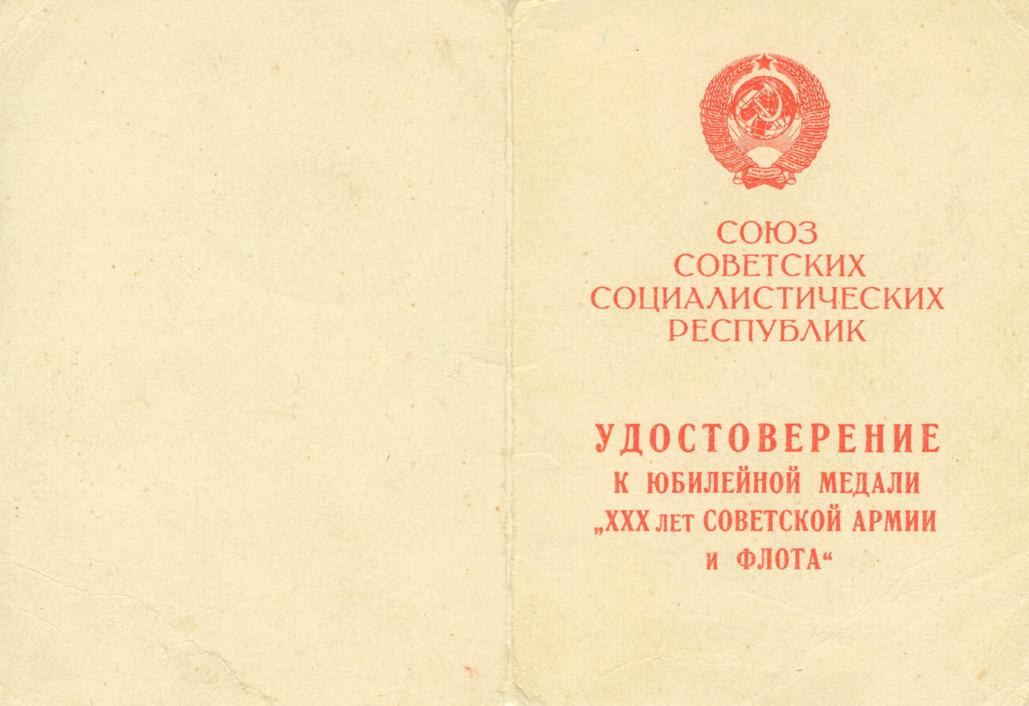 СОЮЗ
СОВЕТСКИХ
СОЦИАЛИСТИЧЕСКИХ
РЕСПУБЛИК
УДОСТОВЕРЕНИЕ
К ЮБИЛЕЙНОЙ МЕДАЛИ
„XXX ЛЕТ СОВЕТСКОЙ АРМИИ
И ФЛОТА“